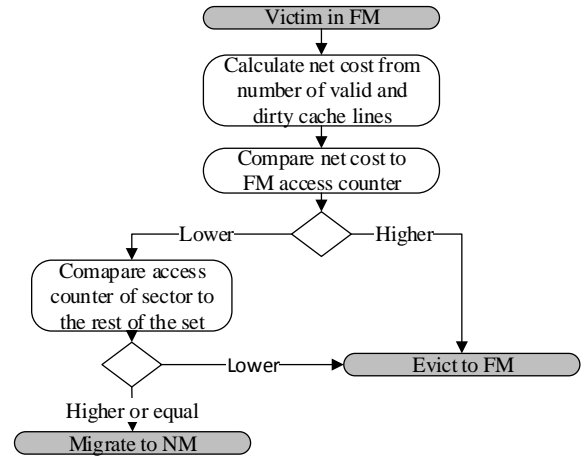 Victim in FM
Calculate net cost from
number of valid and
dirty cache lines
Compare net cost to
FM access counter
Lower
Higher
Comapare access
counter of sector to
the rest of the set
Lower
Evict to FM
Higher or equal
Migrate to NM